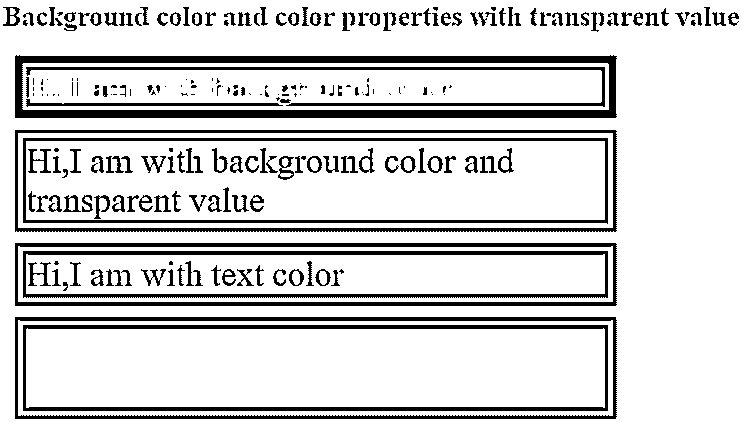 Background color and color properties with transparent value
Hi,I am with background color
Hi,I am with background color and
transparent value
Hi,I am with text color